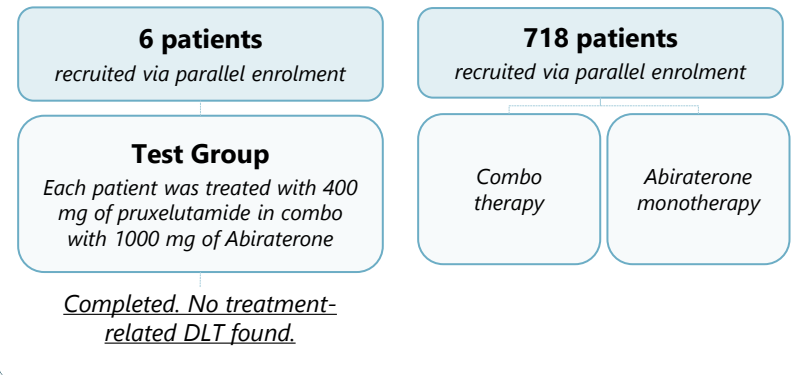 6 patients
recruited via parallel enrolment
Test Group
Each patient was treated with 400
mg of pruxelutamide in combo
with 1000 mg of Abiraterone
Completed. No treatment-
related DLT found.
718 patients
recruited via parallel enrolment
Combo
therapy
Abiraterone
monotherapy